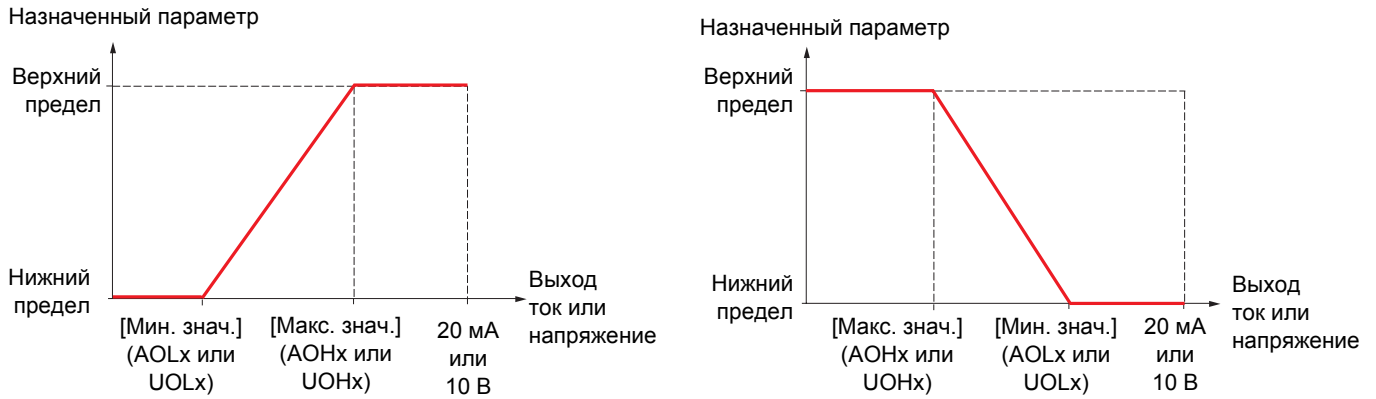 Назначенный параметр
Верхний
предел
Нижний
предел
Выход
ток или
напряжение
[Мин. знач.]
(AOLx или
UOLx)
[Макс. знач.]
(AOHx или
UOHx)
20 мА
или
10 В
Назначенный параметр
Верхний
предел
Нижний
предел
Выход
ток или
напряжение
[Макс. знач.]
(AOHx или
UOHx)
[Мин. знач.]
(AOLx или
UOLx)
20 мА
или
10 В